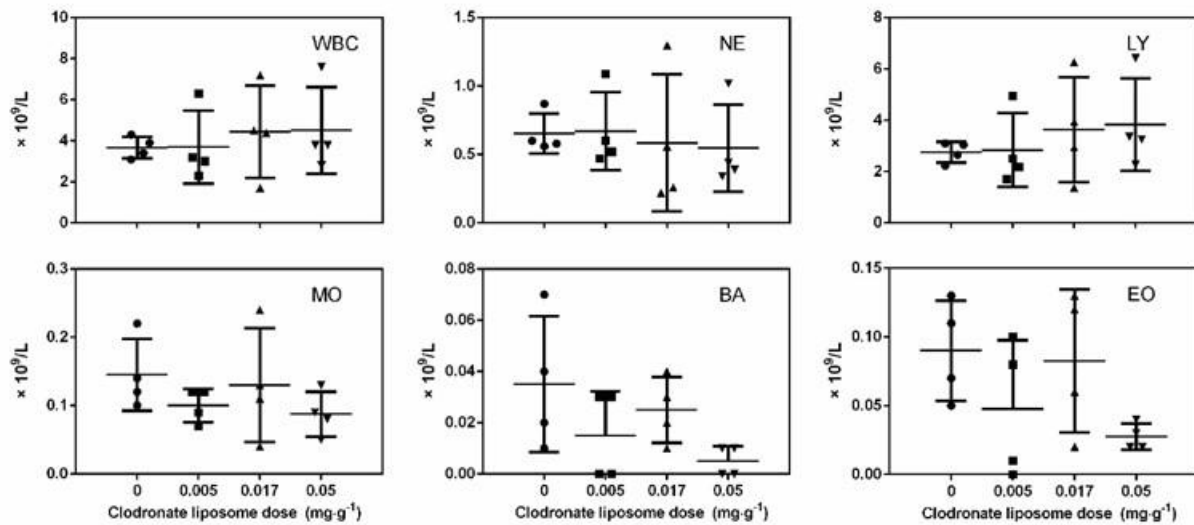 WBC
× 10⁹/L
10
8
6
4
2
0
NE
× 10⁹/L
1.5
1.0
0.5
0.0
LY
× 10⁹/L
8
6
4
2
0
MO
× 10⁹/L
0.3
0.2
0.1
0.0
0 0.005 0.017 0.05
Clodronate liposome dose (mg·g⁻¹)
BA
× 10⁹/L
0.08
0.06
0.04
0.02
0.00
0 0.005 0.017 0.05
Clodronate liposome dose (mg·g⁻¹)
EO
× 10⁹/L
0.15
0.10
0.05
0.00
0 0.005 0.017 0.05
Clodronate liposome dose (mg·g⁻¹)